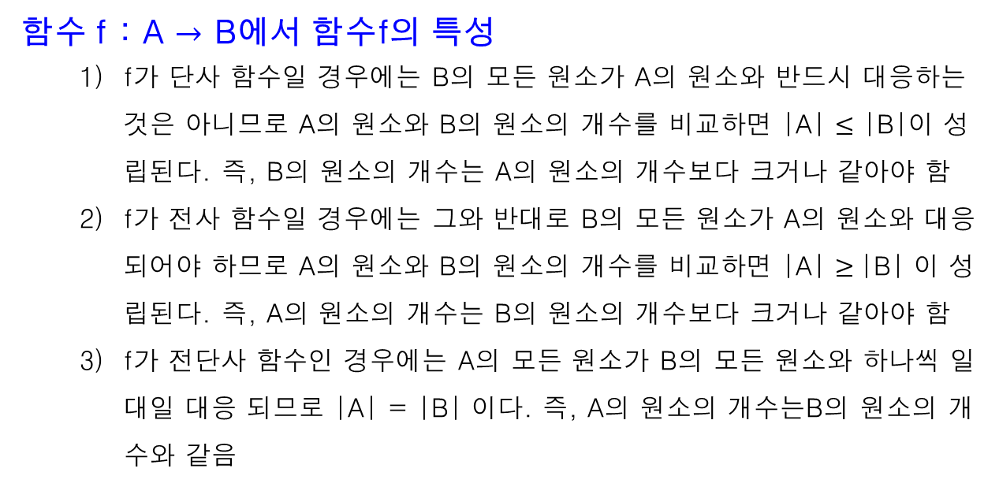 함수 f : A → B에서 함수f의 특성
1) f가 단사 함수일 경우에는 B의 모든 원소가 A의 원소와 반드시 대응하는
것은 아니므로 A의 원소와 B의 원소의 개수를 비교하면 |A| ≤ |B|이 성
립된다. 즉, B의 원소의 개수는 A의 원소의 개수보다 크거나 같아야 함
2) f가 전사 함수일 경우에는 그와 반대로 B의 모든 원소가 A의 원소와 대응
되어야 하므로 A의 원소와 B의 원소의 개수를 비교하면 |A| ≥ |B| 이 성
립된다. 즉, A의 원소의 개수는 B의 원소의 개수보다 크거나 같아야 함
3) f가 전단사 함수인 경우에는 A의 모든 원소가 B의 모든 원소와 하나씩 일
대일 대응 되므로 |A| = |B| 이다. 즉, A의 원소의 개수는B의 원소의 개
수와 같음